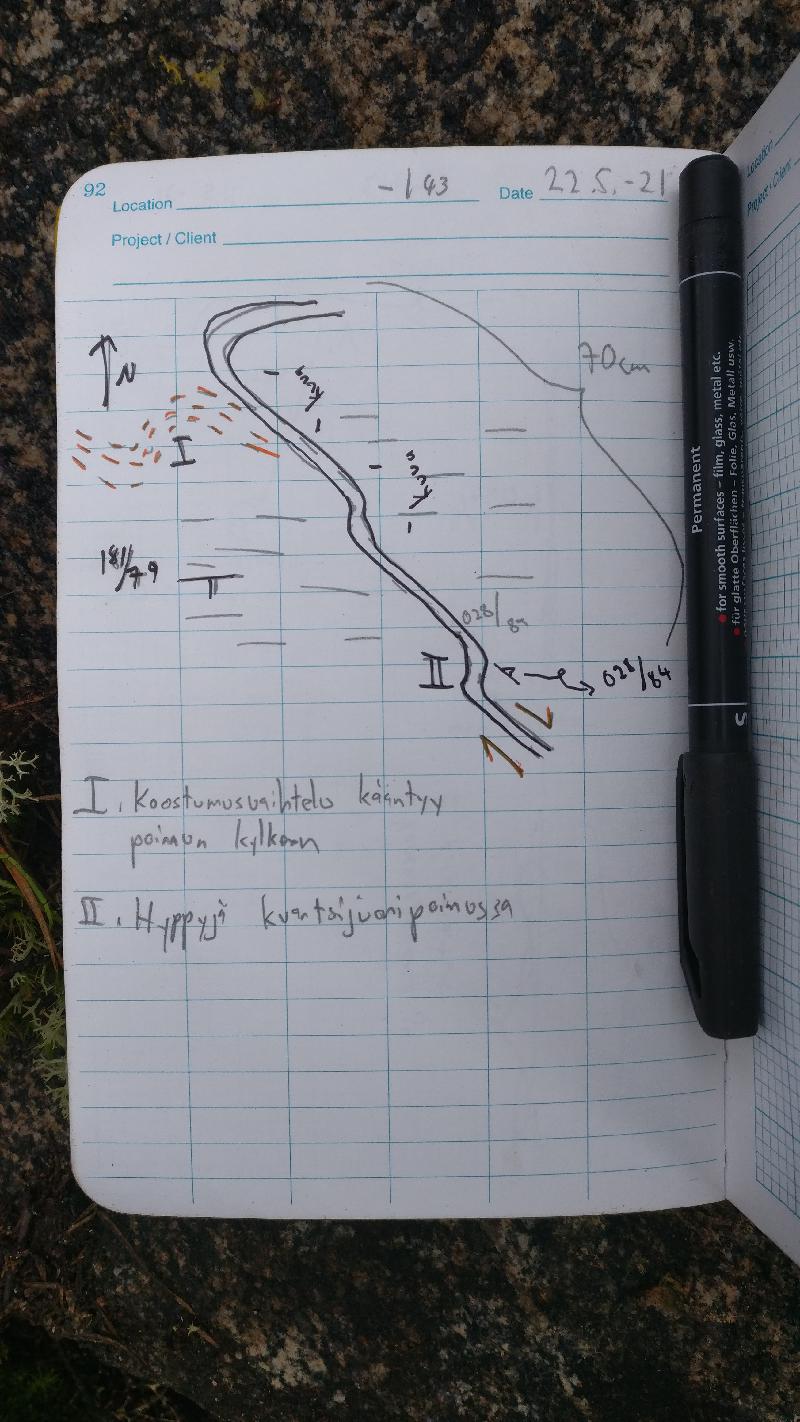 92
Location -143 Date 22.5.-21
Project / Client
N
70cm
I
181/79
028/
II
028/84
I. Koostumusvaihtelu kääntyy
poimun kylkeen
II. Hyppyjä kvartsijuonipoimussa
Permanent
for smooth surfaces – film, glass, metal etc.
für glatte Oberflächen – Folie, Glas, Metall usw.
S
Location
Project / Client